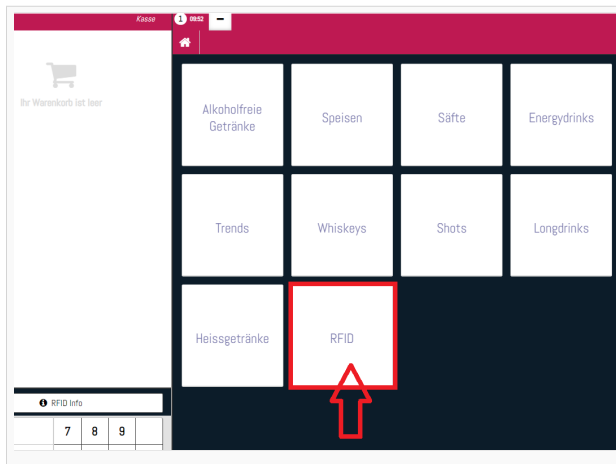 Kasse
1 08:52
Ihr Warenkorb ist leer
Alkoholfreie
Getränke
Speisen
Säfte
Energydrinks
Trends
Whiskeys
Shots
Longdrinks
Heissgetränke
RFID
RFID Info
7 8 9